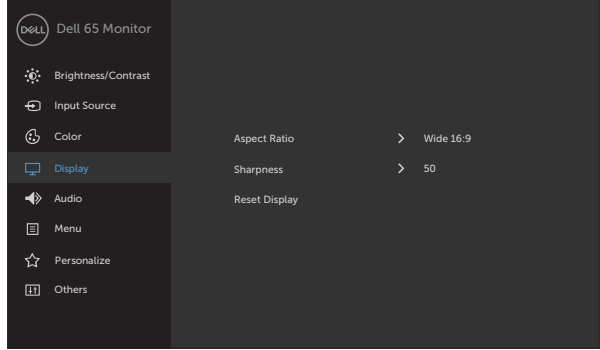 DELL Dell 65 Monitor
Brightness/Contrast
Input Source
Color
Aspect Ratio Wide 16:9
Display
Sharpness 50
Audio
Reset Display
Menu
Personalize
Others